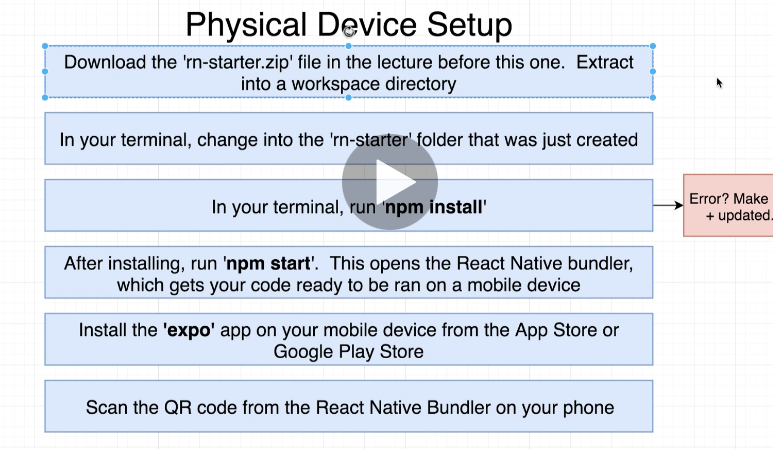 Physical Device Setup
Download the 'rn-starter.zip' file in the lecture before this one. Extract
into a workspace directory
In your terminal, change into the 'rn-starter' folder that was just created
In your terminal, run 'npm install'
Error? Make
+ updated.
After installing, run 'npm start'. This opens the React Native bundler,
which gets your code ready to be ran on a mobile device
Install the 'expo' app on your mobile device from the App Store or
Google Play Store
Scan the QR code from the React Native Bundler on your phone